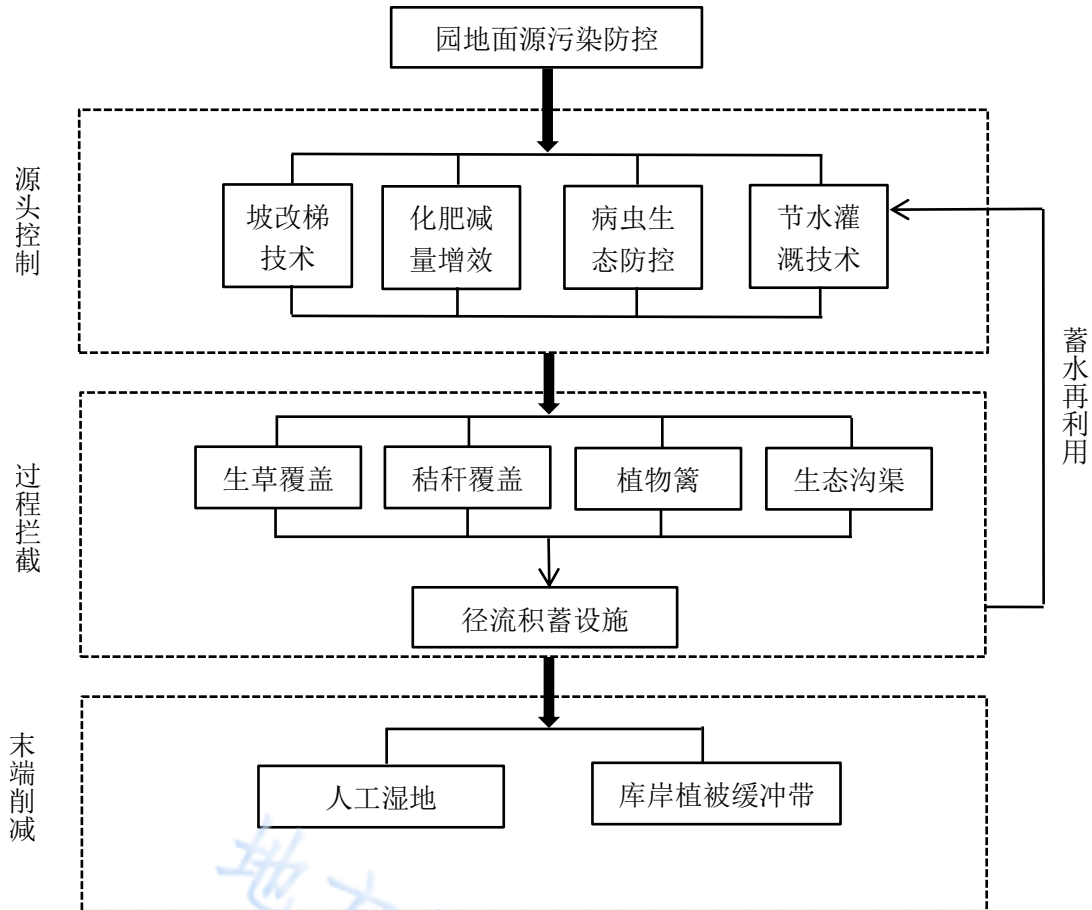 园地面源污染防控
源头控制
坡改梯
技术
化肥减
量增效
病虫生
态防控
节水灌
溉技术
蓄水再利用
过程拦截
生草覆盖
秸秆覆盖
植物篱
生态沟渠
径流积蓄设施
末端削减
人工湿地
库岸植被缓冲带
地方